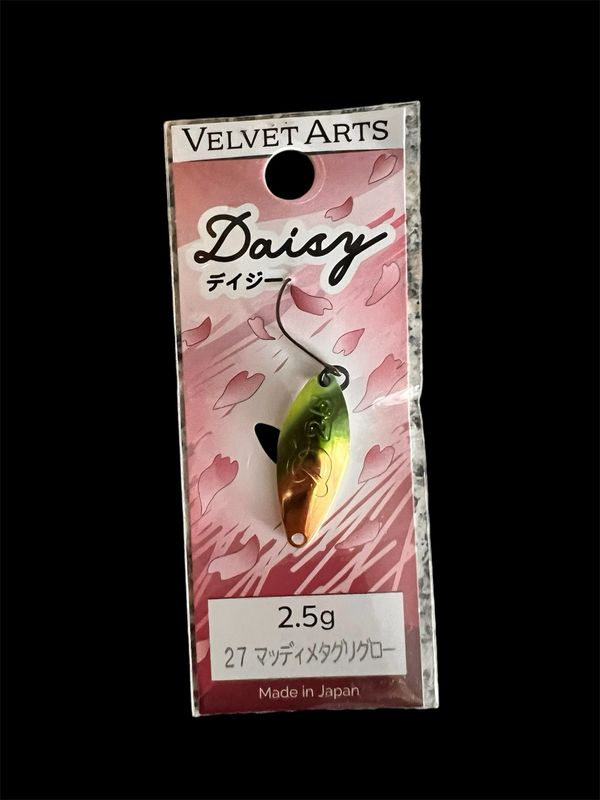 VELVET ARTS
Daisy
デイジー
2.5g
27 マッディメタグリグロー
Made in Japan